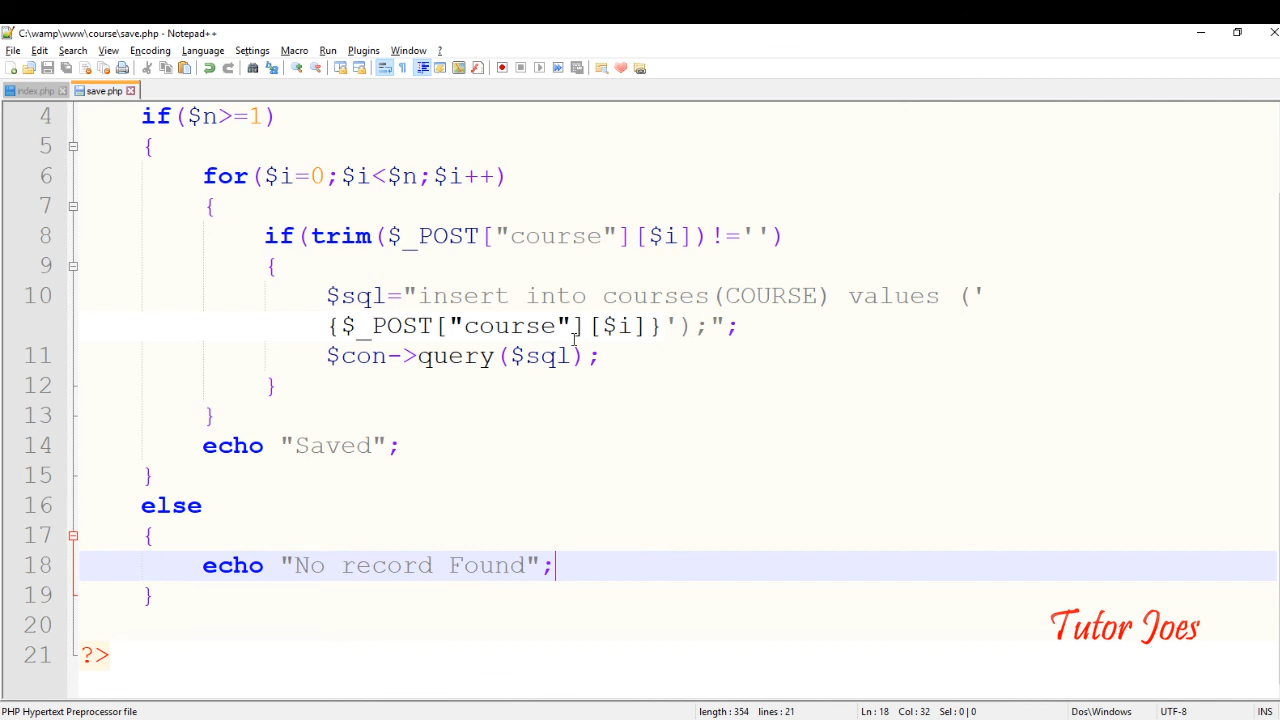 C:\wamp\www\course\save.php - Notepad++
File Edit Search View Encoding Language Settings Macro Run Plugins Window ?
index.php save.php
4 if($n>=1)
5 {
6 for($i=0;$i<$n;$i++)
7 {
8 if(trim($_POST["course"][$i])!='')
9 {
10 $sql="insert into courses(COURSE) values ('
{$_POST["course"][$i]}');";
11 $con->query($sql);
12 }
13 }
14 echo "Saved";
15 }
16 else
17 {
18 echo "No record Found";
19 }
20
21 ?>
Tutor Joes
PHP Hypertext Preprocessor file length : 354 lines : 21 Ln : 18 Col : 32 Sel : 0 | 0 Dos\Windows UTF-8 INS